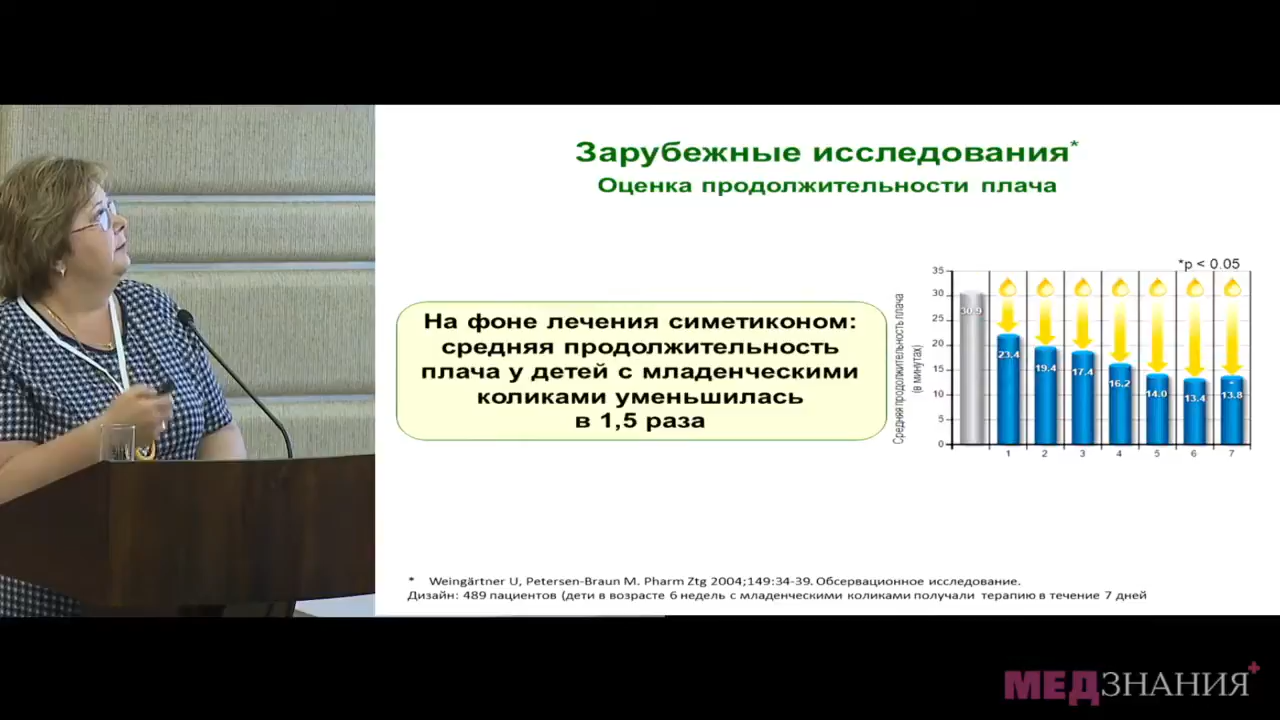 Зарубежные исследования*
Оценка продолжительности плача
На фоне лечения симетиконом:
средняя продолжительность
плача у детей с младенческими
коликами уменьшилась
в 1,5 раза
*p < 0.05
Средняя продолжительность плача
(в минутах)
35
30
25
20
15
10
5
0
30.9
23.4
19.4
17.4
16.2
14.0
13.4
*
13.8
1 2 3 4 5 6 7
* Weingärtner U, Petersen-Braun M. Pharm Ztg 2004;149:34-39. Обсервационное исследование.
Дизайн: 489 пациентов (дети в возрасте 6 недель с младенческими коликами получали терапию в течение 7 дней
МЕДЗНАНИЯ+